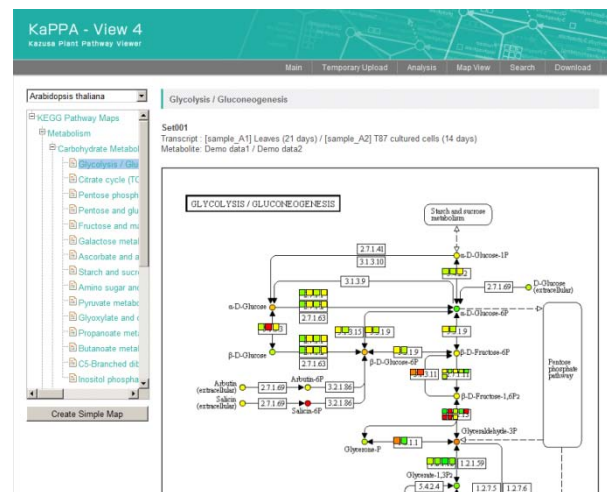 KaPPA - View 4
Kazusa Plant Pathway Viewer
Main Temporary Upload Analysis Map View Search Download
Arabidopsis thaliana
Glycolysis / Gluconeogenesis
KEGG Pathway Maps
Metabolism
Carbohydrate Metabol
Glycolysis / Glu
Citrate cycle (TC
Pentose phosph
Pentose and glu
Fructose and ma
Galactose metal
Ascorbate and a
Starch and sucr
Amino sugar and
Pyruvate metabo
Glyoxylate and d
Propanoate met
Butanoate metal
C5-Branched dib
Inositol phospha
Create Simple Map
Set001
Transcript : [sample_A1] Leaves (21 days) / [sample_A2] T87 cultured cells (14 days)
Metabolite: Demo data1 / Demo data2
GLYCOLYSIS / GLUCONEOGENESIS
Starch and sucrose
metabolism
2.7.1.41
3.1.3.10
α-D-Glucose-1P
3.1.3.9
2.7.1.69
D-Glucose
(extracellular)
α-D-Glucose
2.7.1.63
α-D-Glucose-6P
β-D-Glucose
2.7.1.63
β-D-Glucose-6P
β-D-Fructose-6P
Pentose
phosphate
pathway
Arbutin
(extracellular)
2.7.1.69
Arbutin-6P
3.2.1.86
Salicin
(extracellular)
2.7.1.69
Salicin-6P
3.2.1.86
β-D-Fructose-1,6P2
Glyceraldehyde-3P
Glycerone-P
1.2.1.59
Glycerate-1,3P2
5.4.2.4
1.2.7.5
1.2.7.6